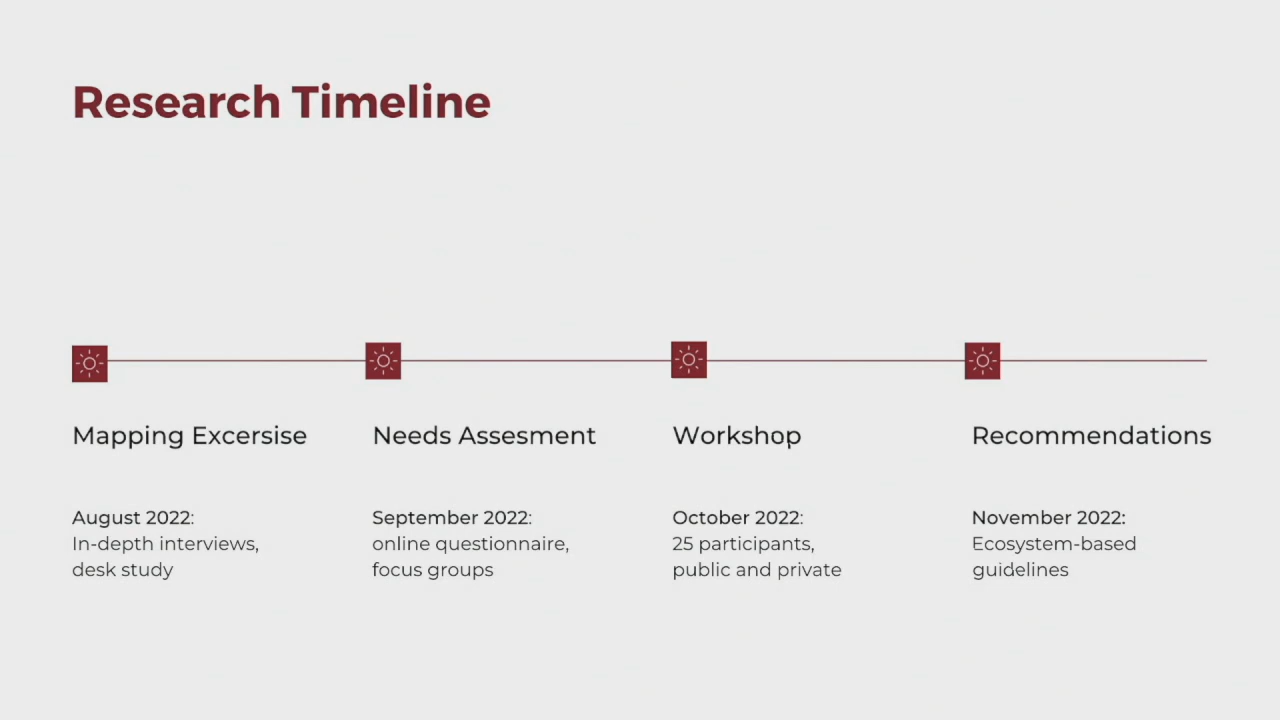 Research Timeline
Mapping Excersise
Needs Assesment
Workshop
Recommendations
August 2022:
In-depth interviews,
desk study
September 2022:
online questionnaire,
focus groups
October 2022:
25 participants,
public and private
November 2022:
Ecosystem-based
guidelines